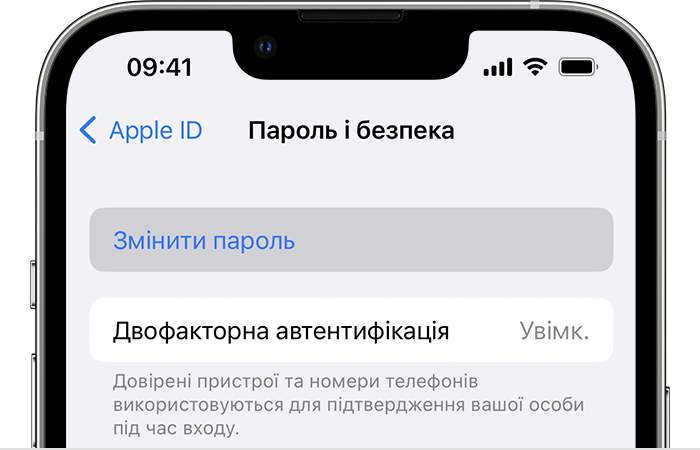 09:41
Apple ID Пароль і безпека
Змінити пароль
Двофакторна автентифікація Увімк.
Довірені пристрої та номери телефонів
використовуються для підтвердження вашої особи
під час входу.